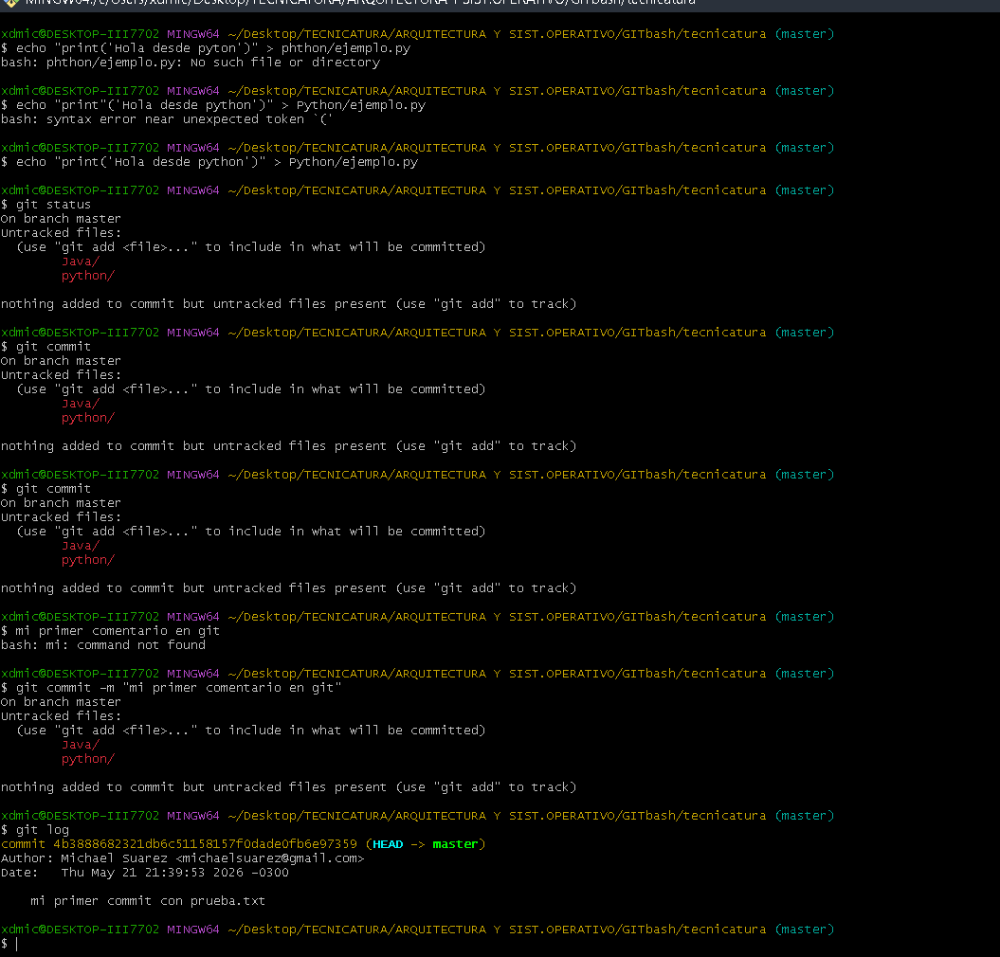 MINGW64:/c/Users/xdmic/Desktop/TECNICATURA/ARQUITECTURA Y SIST.OPERATIVO/GITbash/tecnicatura
xdmic@DESKTOP-III7702 MINGW64 ~/Desktop/TECNICATURA/ARQUITECTURA Y SIST.OPERATIVO/GITbash/tecnicatura (master)
$ echo "print('Hola desde pyton')" > phthon/ejemplo.py
bash: phthon/ejemplo.py: No such file or directory
xdmic@DESKTOP-III7702 MINGW64 ~/Desktop/TECNICATURA/ARQUITECTURA Y SIST.OPERATIVO/GITbash/tecnicatura (master)
$ echo "print"('Hola desde python')" > Python/ejemplo.py
bash: syntax error near unexpected token `('
xdmic@DESKTOP-III7702 MINGW64 ~/Desktop/TECNICATURA/ARQUITECTURA Y SIST.OPERATIVO/GITbash/tecnicatura (master)
$ echo "print('Hola desde python')" > Python/ejemplo.py
xdmic@DESKTOP-III7702 MINGW64 ~/Desktop/TECNICATURA/ARQUITECTURA Y SIST.OPERATIVO/GITbash/tecnicatura (master)
$ git status
On branch master
Untracked files:
  (use "git add <file>..." to include in what will be committed)
        Java/
        python/
nothing added to commit but untracked files present (use "git add" to track)
xdmic@DESKTOP-III7702 MINGW64 ~/Desktop/TECNICATURA/ARQUITECTURA Y SIST.OPERATIVO/GITbash/tecnicatura (master)
$ git commit
On branch master
Untracked files:
  (use "git add <file>..." to include in what will be committed)
        Java/
        python/
nothing added to commit but untracked files present (use "git add" to track)
xdmic@DESKTOP-III7702 MINGW64 ~/Desktop/TECNICATURA/ARQUITECTURA Y SIST.OPERATIVO/GITbash/tecnicatura (master)
$ git commit
On branch master
Untracked files:
  (use "git add <file>..." to include in what will be committed)
        Java/
        python/
nothing added to commit but untracked files present (use "git add" to track)
xdmic@DESKTOP-III7702 MINGW64 ~/Desktop/TECNICATURA/ARQUITECTURA Y SIST.OPERATIVO/GITbash/tecnicatura (master)
$ mi primer comentario en git
bash: mi: command not found
xdmic@DESKTOP-III7702 MINGW64 ~/Desktop/TECNICATURA/ARQUITECTURA Y SIST.OPERATIVO/GITbash/tecnicatura (master)
$ git commit -m "mi primer comentario en git"
On branch master
Untracked files:
  (use "git add <file>..." to include in what will be committed)
        Java/
        python/
nothing added to commit but untracked files present (use "git add" to track)
xdmic@DESKTOP-III7702 MINGW64 ~/Desktop/TECNICATURA/ARQUITECTURA Y SIST.OPERATIVO/GITbash/tecnicatura (master)
$ git log
commit 4b3888682321db6c51158157f0dade0fb6e97359 (HEAD -> master)
Author: Michael Suarez <michaelsuarez@gmail.com>
Date:   Thu May 21 21:39:53 2026 -0300
    mi primer commit con prueba.txt
xdmic@DESKTOP-III7702 MINGW64 ~/Desktop/TECNICATURA/ARQUITECTURA Y SIST.OPERATIVO/GITbash/tecnicatura (master)
$